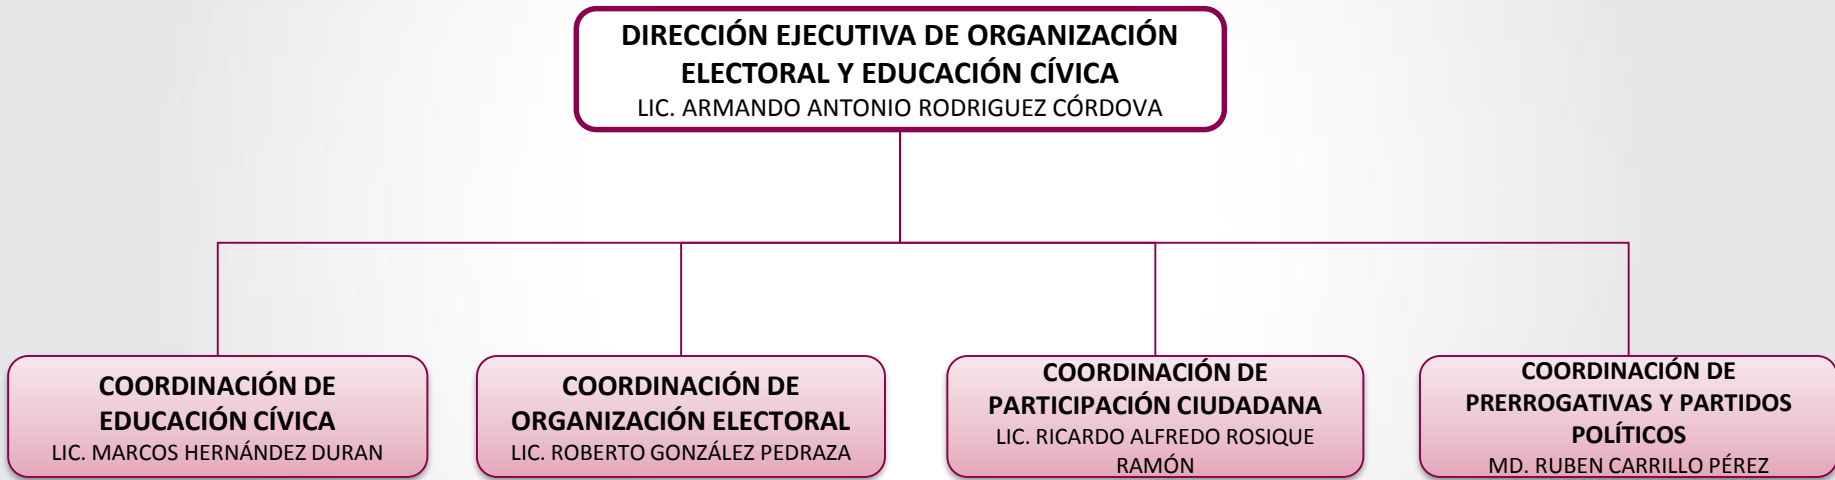 DIRECCIÓN EJECUTIVA DE ORGANIZACIÓN
ELECTORAL Y EDUCACIÓN CÍVICA
LIC. ARMANDO ANTONIO RODRIGUEZ CÓRDOVA
COORDINACIÓN DE
EDUCACIÓN CÍVICA
LIC. MARCOS HERNÁNDEZ DURAN
COORDINACIÓN DE
ORGANIZACIÓN ELECTORAL
LIC. ROBERTO GONZÁLEZ PEDRAZA
COORDINACIÓN DE
PARTICIPACIÓN CIUDADANA
LIC. RICARDO ALFREDO ROSIQUE
RAMÓN
COORDINACIÓN DE
PRERROGATIVAS Y PARTIDOS
POLÍTICOS
MD. RUBEN CARRILLO PÉREZ